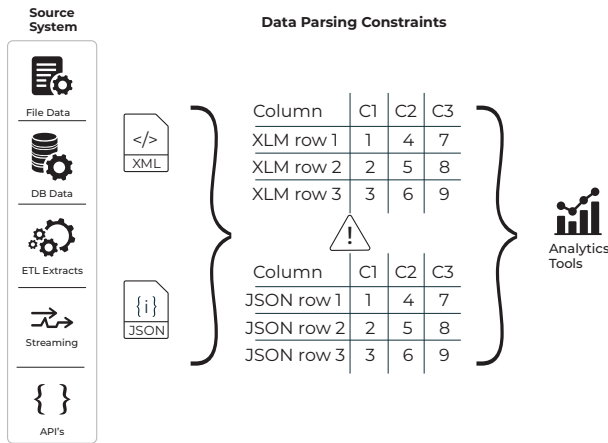 Source
System
Data Parsing Constraints
File Data
DB Data
ETL Extracts
Streaming
{ }
API's
</>
XML
{i}
JSON
Column C1 C2 C3
XLM row 1 1 4 7
XLM row 2 2 5 8
XLM row 3 3 6 9
!
Column C1 C2 C3
JSON row 1 1 4 7
JSON row 2 2 5 8
JSON row 3 3 6 9
Analytics
Tools